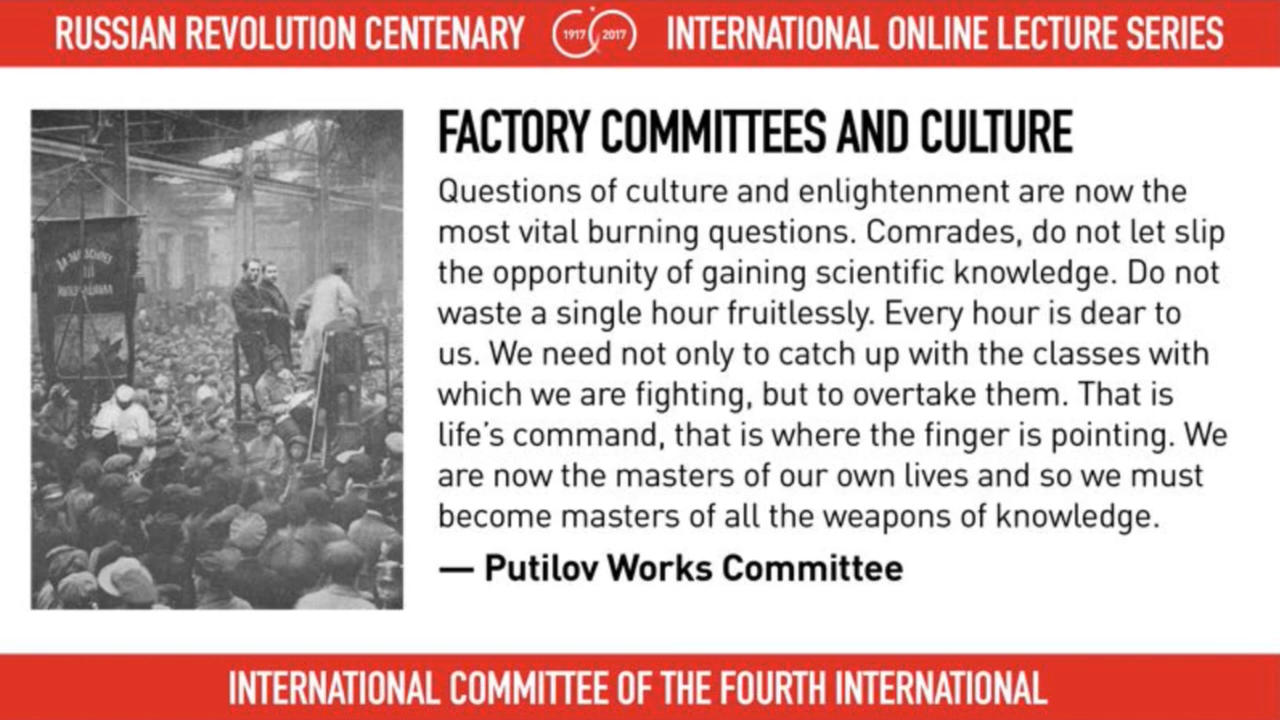 RUSSIAN REVOLUTION CENTENARY 1917 2017 INTERNATIONAL ONLINE LECTURE SERIES
FACTORY COMMITTEES AND CULTURE
Questions of culture and enlightenment are now the
most vital burning questions. Comrades, do not let slip
the opportunity of gaining scientific knowledge. Do not
waste a single hour fruitlessly. Every hour is dear to
us. We need not only to catch up with the classes with
which we are fighting, but to overtake them. That is
life's command, that is where the finger is pointing. We
are now the masters of our own lives and so we must
become masters of all the weapons of knowledge.
— Putilov Works Committee
INTERNATIONAL COMMITTEE OF THE FOURTH INTERNATIONAL